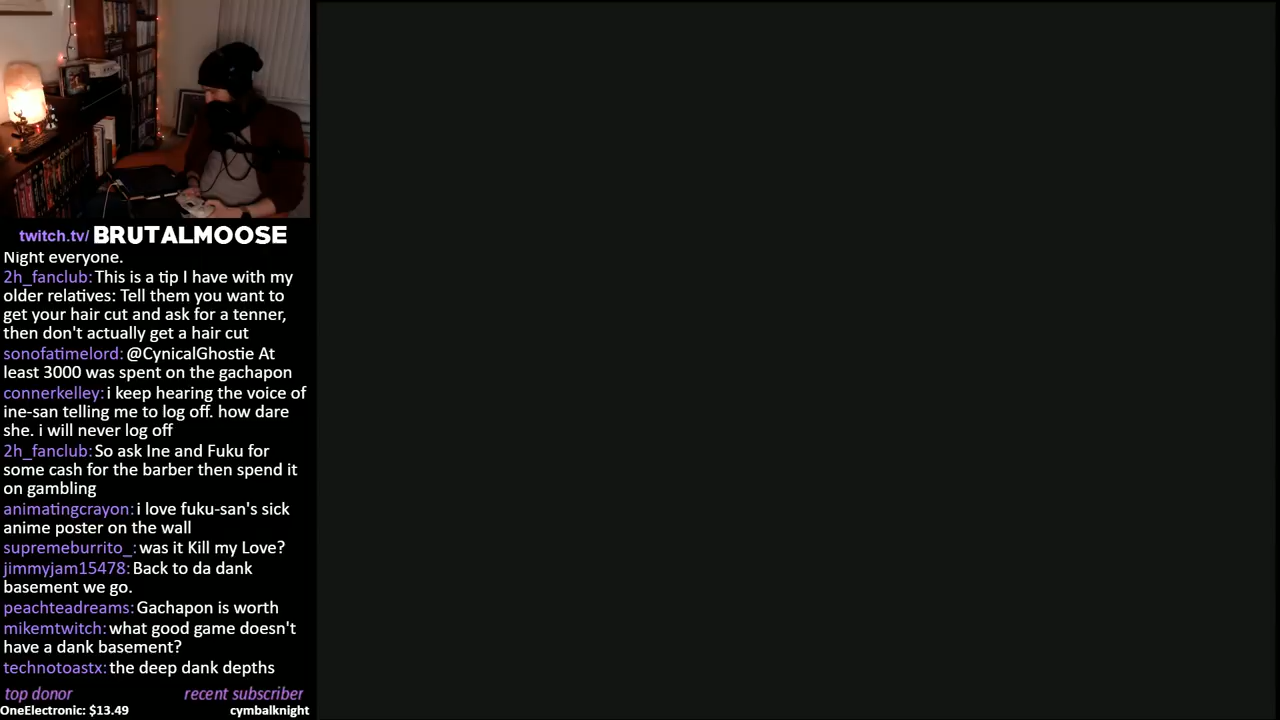 twitch.tv/ BRUTALMOOSE
Night everyone.
2h_fanclub: This is a tip I have with my
older relatives: Tell them you want to
get your hair cut and ask for a tenner,
then don't actually get a hair cut
sonofatimelord: @CynicalGhostie At
least 3000 was spent on the gachapon
connerkelley: i keep hearing the voice of
ine-san telling me to log off. how dare
she. i will never log off
2h_fanclub: So ask Ine and Fuku for
some cash for the barber then spend it
on gambling
animatingcrayon: i love fuku-san's sick
anime poster on the wall
supremeburrito_: was it Kill my Love?
jimmyjam15478: Back to da dank
basement we go.
peachteadreams: Gachapon is worth
mikemtwitch: what good game doesn't
have a dank basement?
technotoastx: the deep dank depths
top donor recent subscriber
OneElectronic: $13.49 cymbalknight